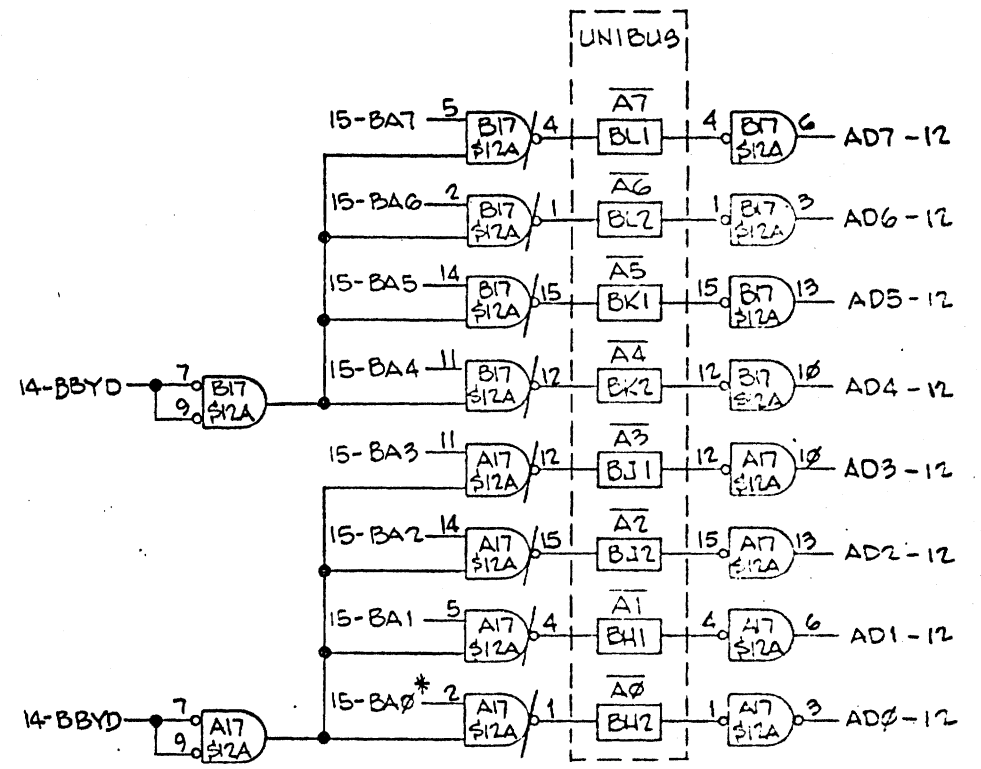 UNIBUS
A7
15-BA7 5 B17 4 BL1 4 B17 6 AD7-12
$12A $12A
A6
15-BA6 2 B17 1 BL2 1 B17 3 AD6-12
$12A $12A
A5
15-BA5 14 B17 15 BK1 15 B17 13 AD5-12
$12A $12A
A4
15-BA4 11 B17 12 BK2 12 B17 1Ø AD4-12
$12A $12A
14-BBYD 7 B17
9 $12A
A3
15-BA3 11 A17 12 BJ1 12 A17 1Ø AD3-12
$12A $12A
A2
15-BA2 14 A17 15 BJ2 15 A17 13 AD2-12
$12A $12A
A1
15-BA1 5 A17 4 BH1 4 A17 6 AD1-12
$12A $12A
AØ
15-BAØ* 2 A17 1 BH2 1 A17 3 ADØ-12
$12A $12A
14-BBYD 7 A17
9 $12A